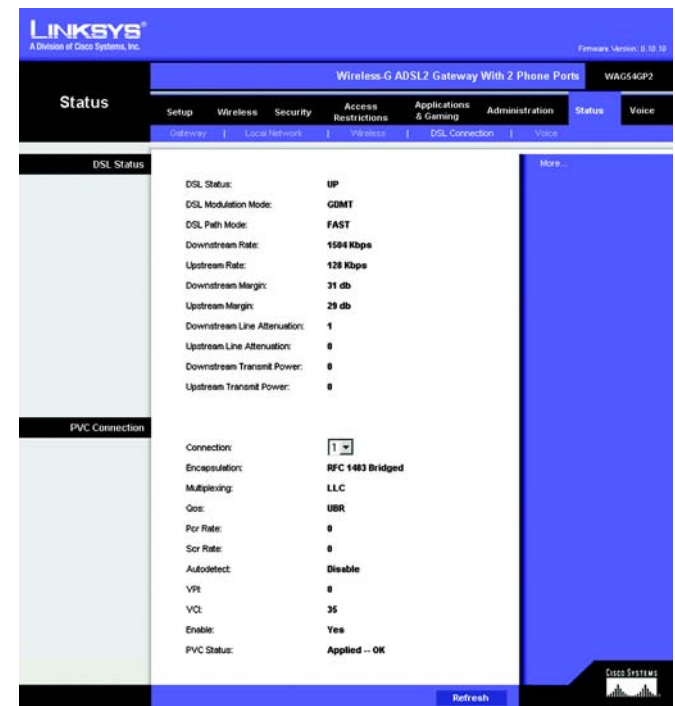 LINKSYS®
A Division of Cisco Systems, Inc.
Firmware Version: 0.10.10
Wireless-G ADSL2 Gateway With 2 Phone Ports WAG54GP2
Status
Setup Wireless Security Access Restrictions Applications & Gaming Administration Status Voice
Gateway | Local Network | Wireless | DSL Connection | Voice
DSL Status
More...
DSL Status: UP
DSL Modulation Mode: GDMT
DSL Path Mode: FAST
Downstream Rate: 1504 Kbps
Upstream Rate: 128 Kbps
Downstream Margin: 31 db
Upstream Margin: 29 db
Downstream Line Attenuation: 1
Upstream Line Attenuation: 0
Downstream Transmit Power: 0
Upstream Transmit Power: 0
PVC Connection
Connection: 1
Encapsulation: RFC 1483 Bridged
Multiplexing: LLC
Qos: UBR
Pcr Rate: 0
Scr Rate: 0
Autodetect: Disable
VPI: 0
VCI: 35
Enable: Yes
PVC Status: Applied -- OK
Refresh
CISCO SYSTEMS